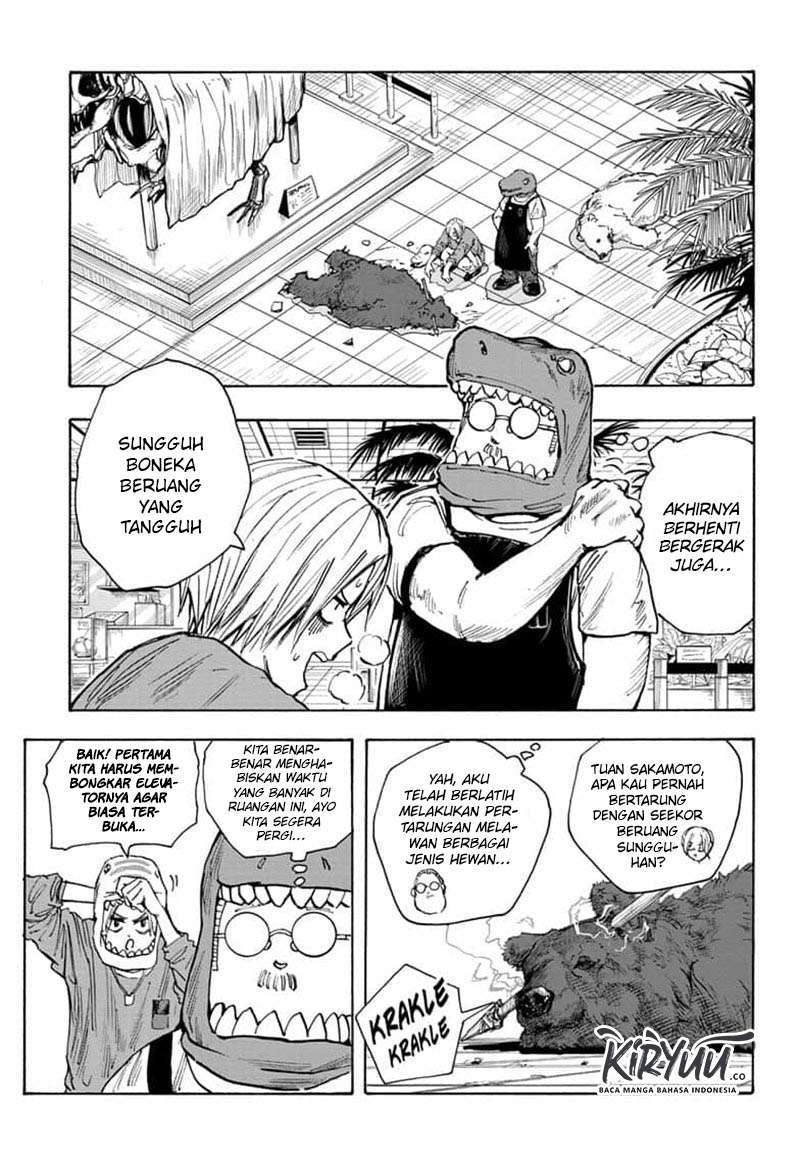 AKHIRNYA
BERHENTI
BERGERAK
JUGA...
SUNGGUH
BONEKA
BERUANG
YANG
TANGGUH
TUAN SAKAMOTO,
APA KAU PERNAH
BERTARUNG
DENGAN SEEKOR
BERUANG
SUNGGU-
HAN?
YAH, AKU
TELAH BERLATIH
MELAKUKAN PER-
TARUNGAN MELA-
WAN BERBAGAI
JENIS HEWAN...
KRAKLE
KRAKLE
KITA BENAR-
BENAR MENGHA-
BISKAN WAKTU
YANG BANYAK DI
RUANGAN INI, AYO
KITA SEGERA
PERGI...
BAIK! PERTAMA
KITA HARUS MEM-
BONGKAR ELEVA-
TORNYA AGAR
BIASA TER-
BUKA...
KIRYUU.CO
BACA MANGA BAHASA INDONESIA